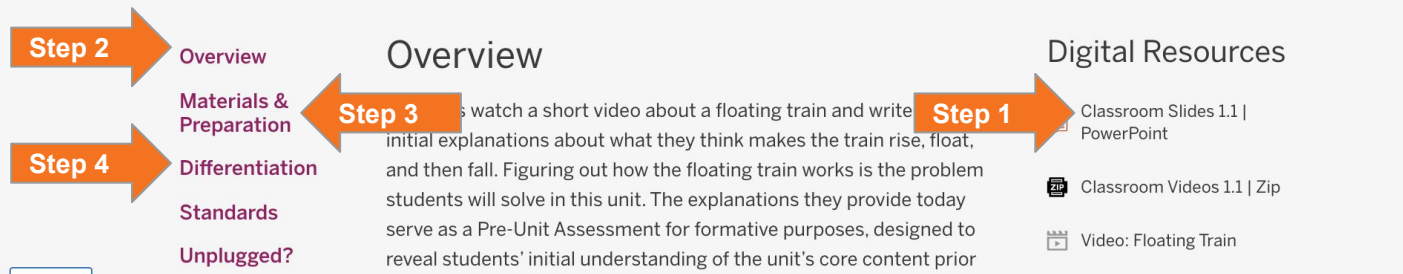 Step 2
Overview
Materials &
Preparation
Step 4
Differentiation
Standards
Unplugged?
Overview
Step 3
s watch a short video about a floating train and write
initial explanations about what they think makes the train rise, float,
and then fall. Figuring out how the floating train works is the problem
students will solve in this unit. The explanations they provide today
serve as a Pre-Unit Assessment for formative purposes, designed to
reveal students’ initial understanding of the unit’s core content prior
Digital Resources
Step 1
Classroom Slides 1.1 |
PowerPoint
ZIP
Classroom Videos 1.1 | Zip
Video: Floating Train